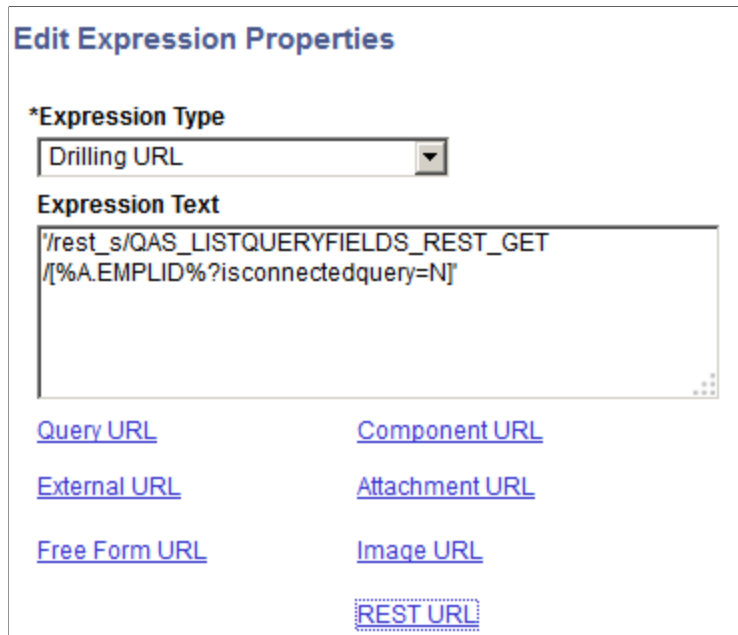 Edit Expression Properties
*Expression Type
Drilling URL
Expression Text
'/rest_s/QAS_LISTQUERYFIELDS_REST_GET
/[%A.EMPLID%?isconnectedquery=N]'
Query URL Component URL
External URL Attachment URL
Free Form URL Image URL
REST URL